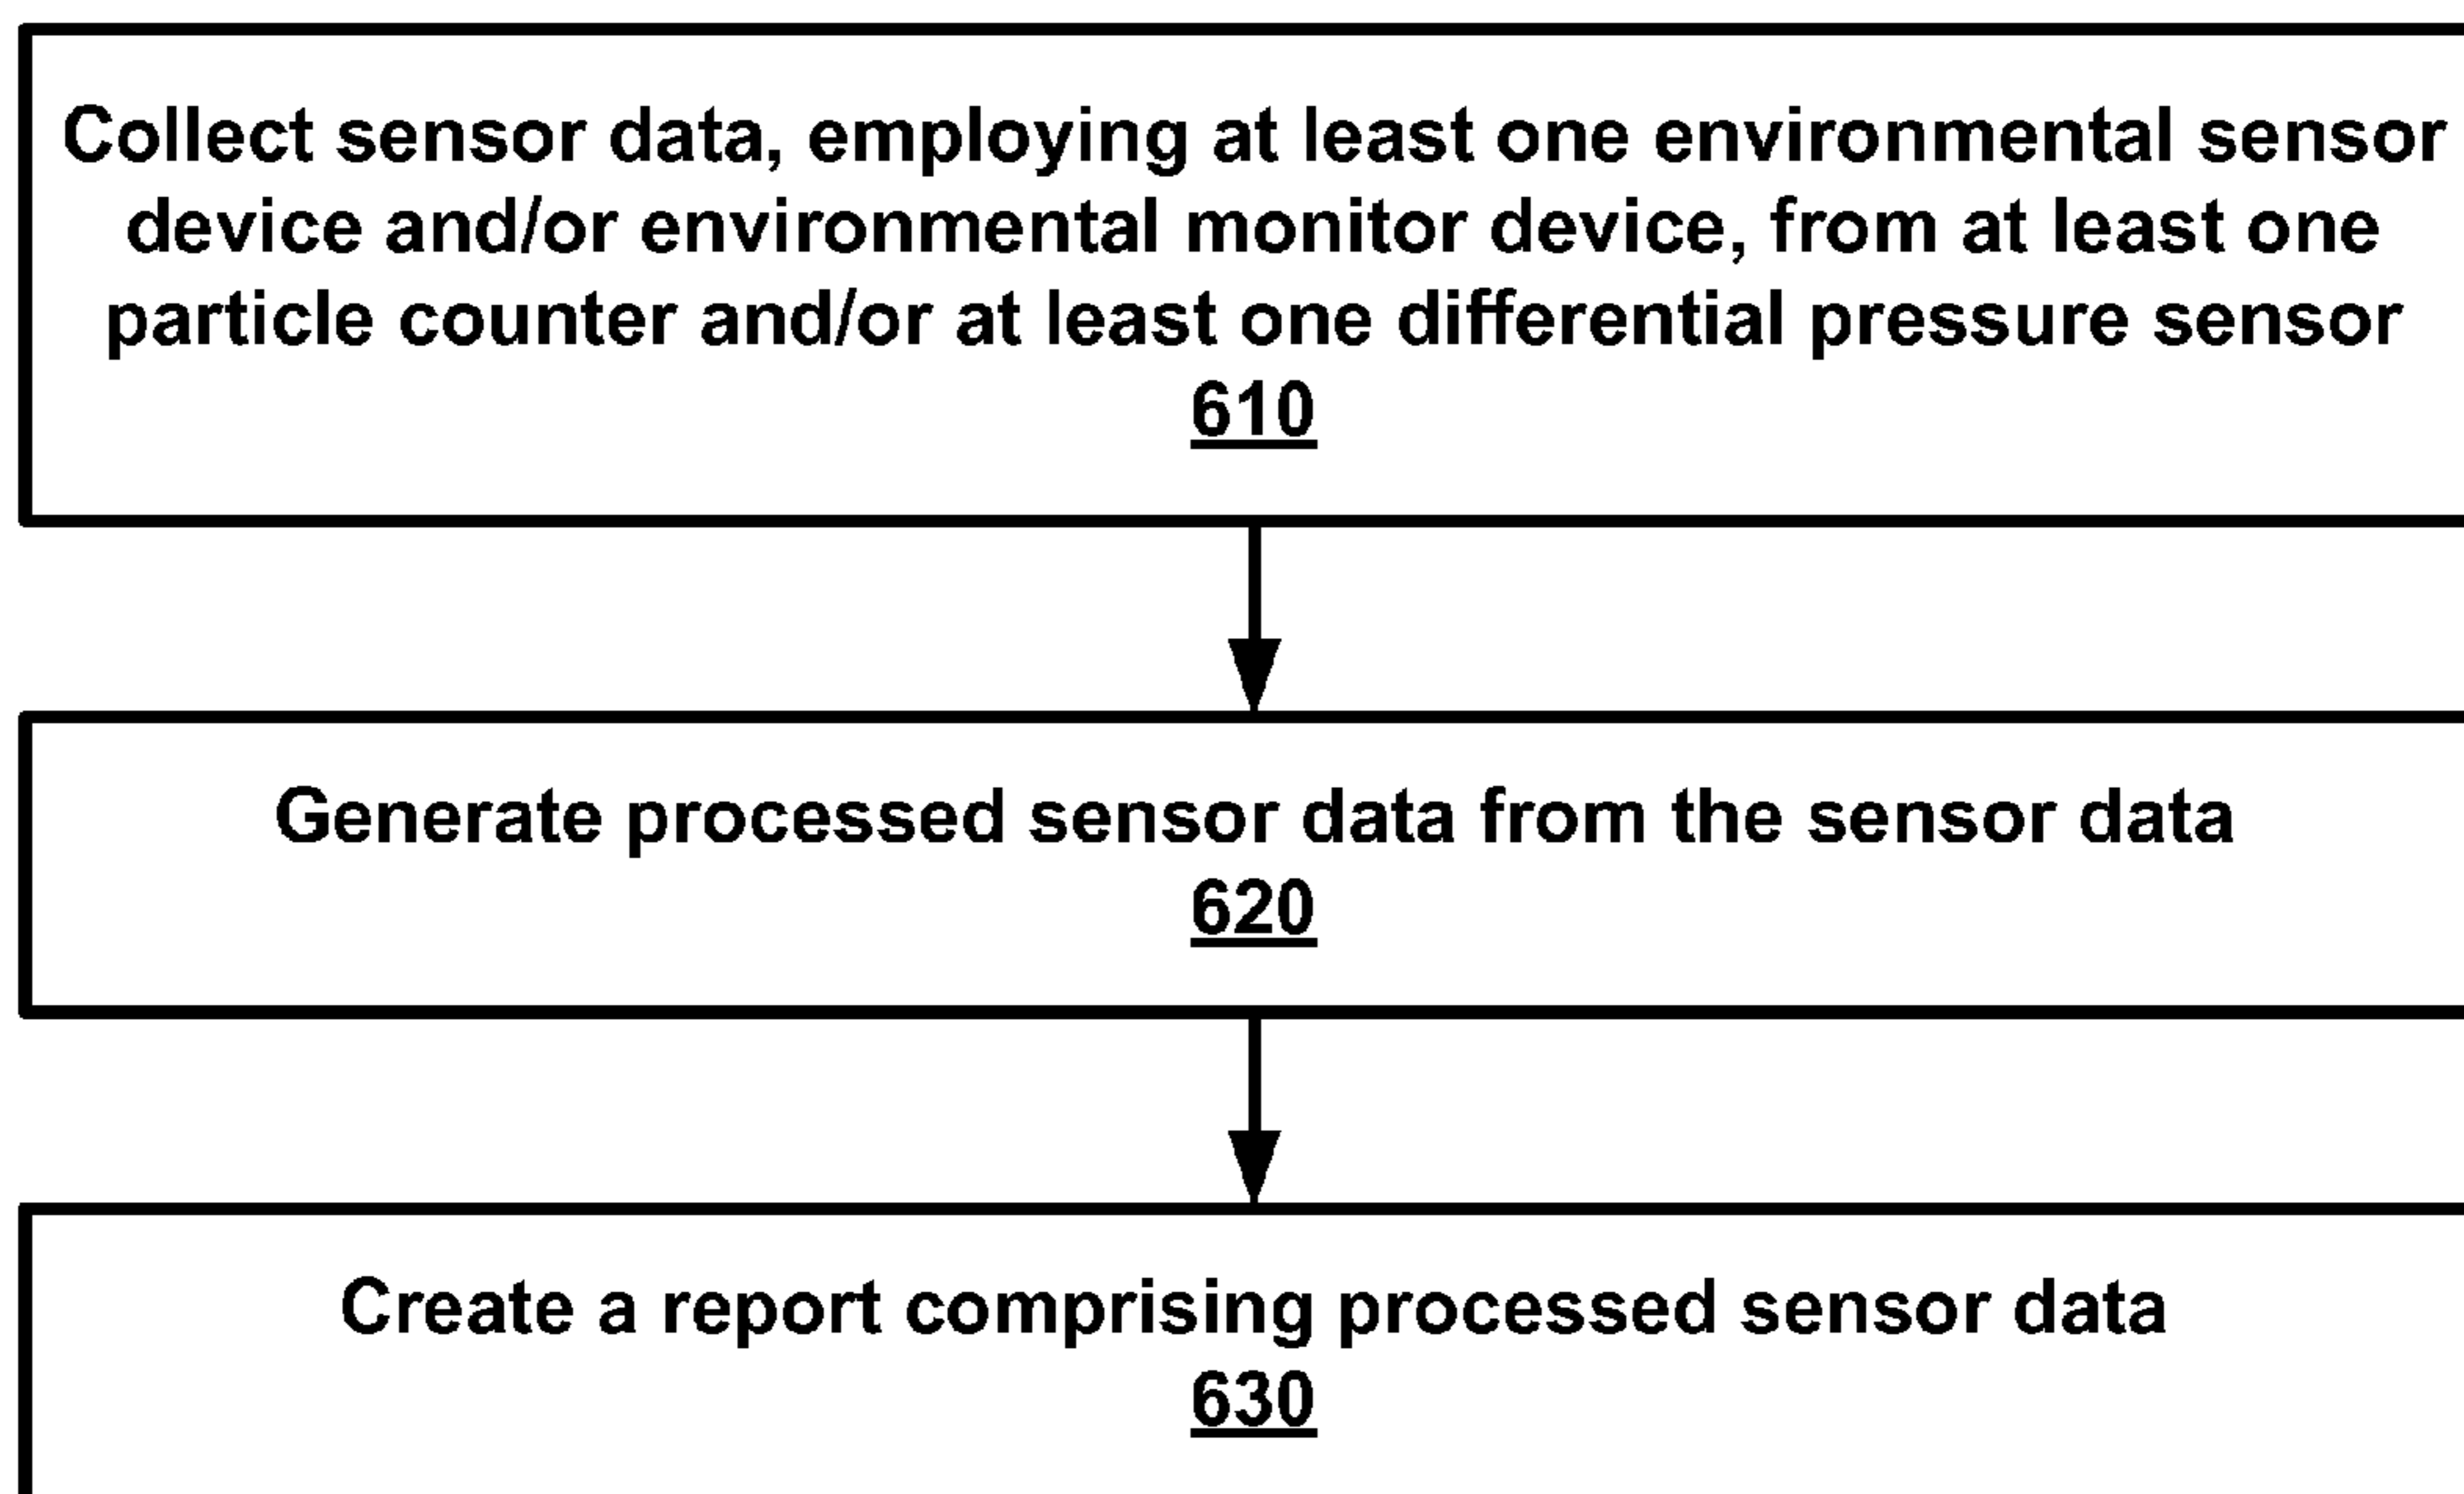 Collect sensor data, employing at least one environmental sensor
device and/or environmental monitor device, from at least one
particle counter and/or at least one differential pressure sensor
610
Generate processed sensor data from the sensor data
620
Create a report comprising processed sensor data
630